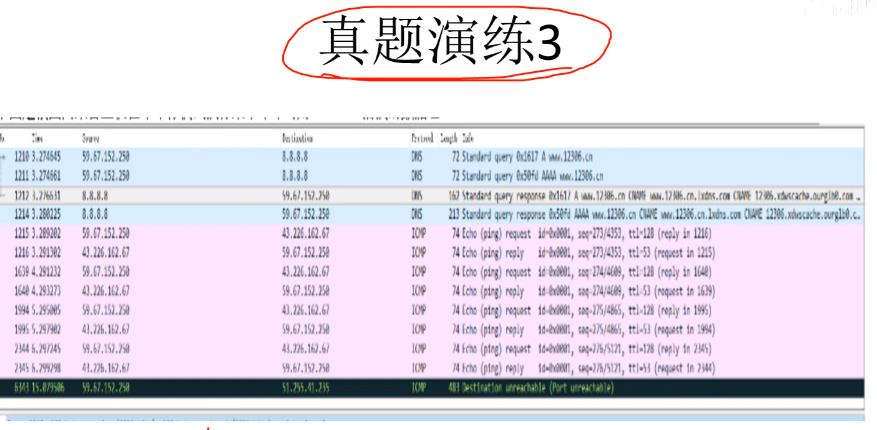 真题演练3
No. Time Source Destination Protocol Length Info
1210 3.274645 59.67.152.250 8.8.8.8 DNS 72 Standard query 0x1617 A www.12306.cn
1211 3.274661 59.67.152.250 8.8.8.8 DNS 72 Standard query 0x50fd AAAA www.12306.cn
1212 3.276631 8.8.8.8 59.67.152.250 DNS 162 Standard query response 0x1617 A www.12306.cn CNAME www.12306.cn.lxdns.com CNAME 12306.xdwscache.ourglb0.com …
1214 3.280225 8.8.8.8 59.67.152.250 DNS 213 Standard query response 0x50fd AAAA www.12306.cn CNAME www.12306.cn.lxdns.com CNAME 12306.xdwscache.ourglb0.c…
1215 3.289202 59.67.152.250 43.226.162.67 ICMP 74 Echo (ping) request id=0x0001, seq=273/4353, ttl=128 (reply in 1216)
1216 3.291302 43.226.162.67 59.67.152.250 ICMP 74 Echo (ping) reply id=0x0001, seq=273/4353, ttl=53 (request in 1215)
1639 4.291232 59.67.152.250 43.226.162.67 ICMP 74 Echo (ping) request id=0x0001, seq=274/4609, ttl=128 (reply in 1640)
1640 4.293273 43.226.162.67 59.67.152.250 ICMP 74 Echo (ping) reply id=0x0001, seq=274/4609, ttl=53 (request in 1639)
1994 5.295005 59.67.152.250 43.226.162.67 ICMP 74 Echo (ping) request id=0x0001, seq=275/4865, ttl=128 (reply in 1995)
1995 5.297902 43.226.162.67 59.67.152.250 ICMP 74 Echo (ping) reply id=0x0001, seq=275/4865, ttl=53 (request in 1994)
2344 6.297245 59.67.152.250 43.226.162.67 ICMP 74 Echo (ping) request id=0x0001, seq=276/5121, ttl=128 (reply in 2345)
2345 6.299298 43.226.162.67 59.67.152.250 ICMP 74 Echo (ping) reply id=0x0001, seq=276/5121, ttl=53 (request in 2344)
6343 15.079506 59.67.152.250 51.255.41.235 ICMP 483 Destination unreachable (Port unreachable)